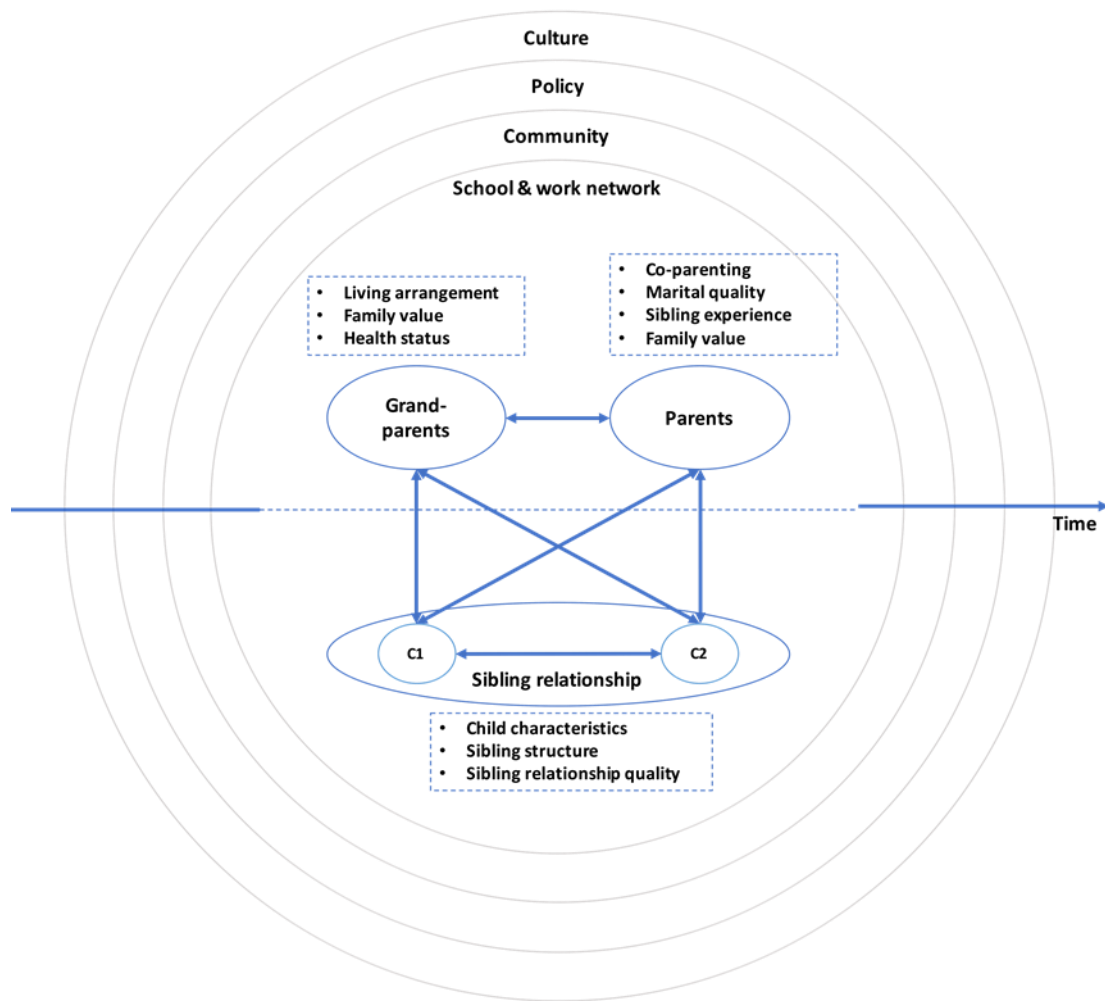 Culture
Policy
Community
School & work network
• Living arrangement
• Family value
• Health status
• Co-parenting
• Marital quality
• Sibling experience
• Family value
Grand-
parents
Parents
Time
C1
C2
Sibling relationship
• Child characteristics
• Sibling structure
• Sibling relationship quality